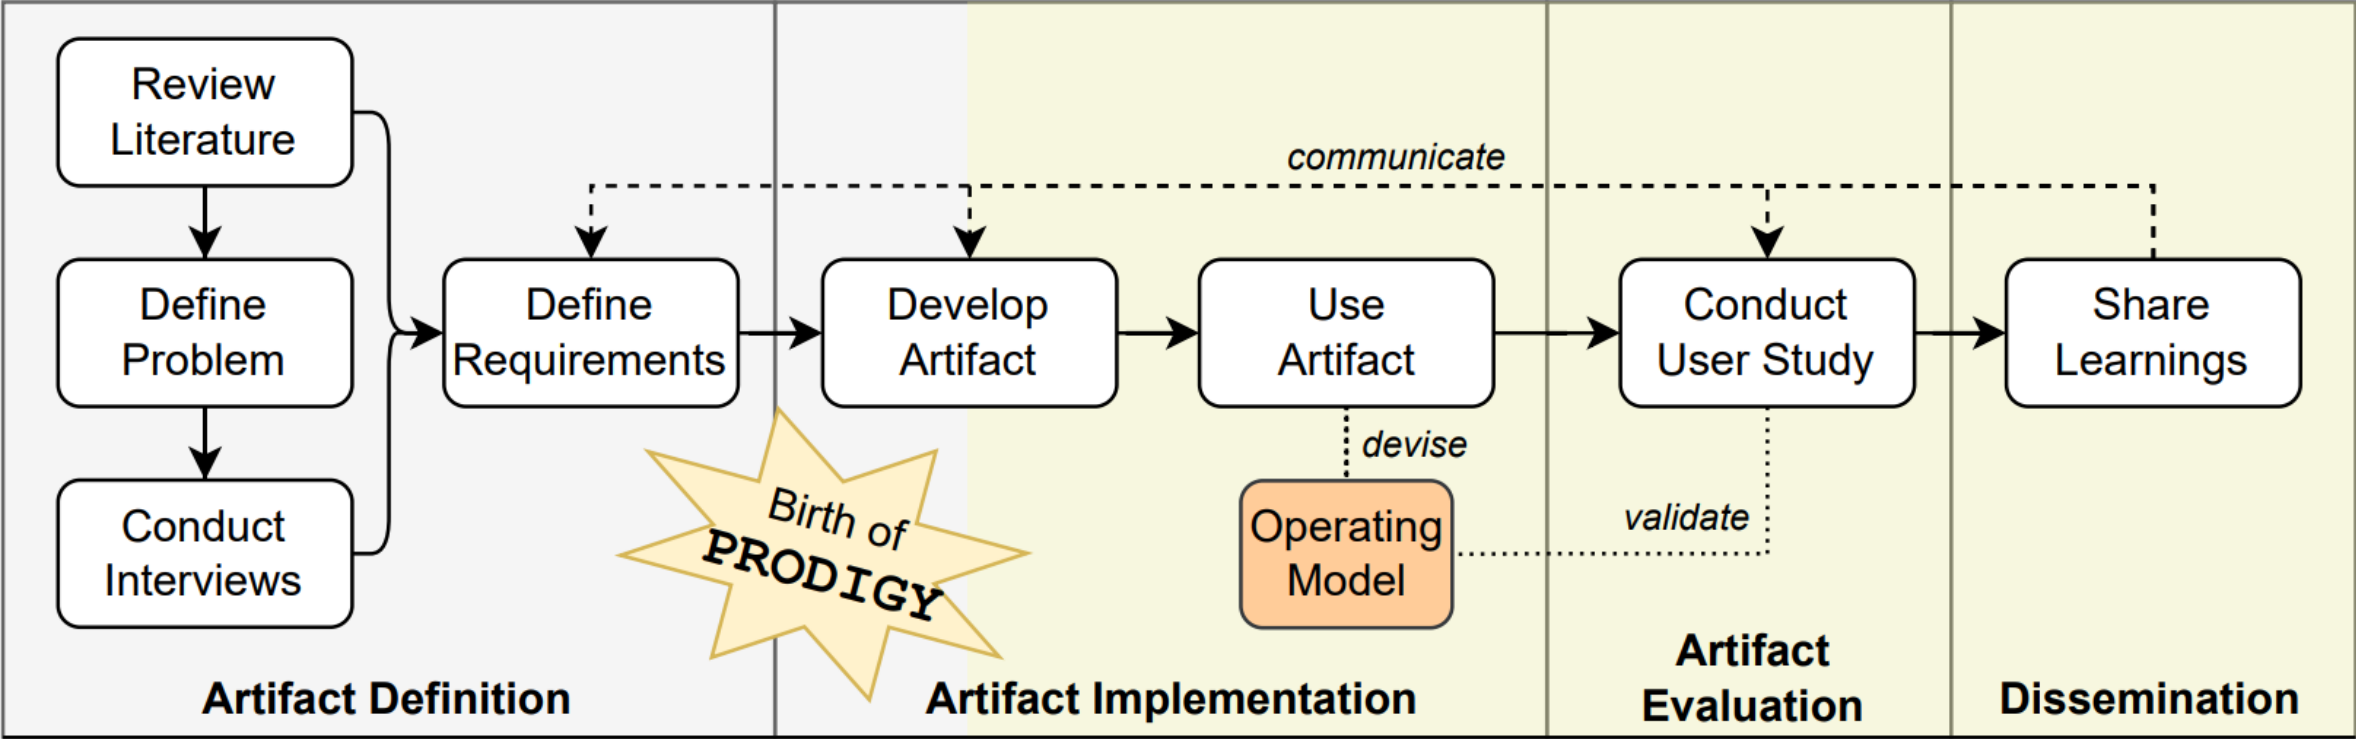 Review
Literature
Define
Problem
Conduct
Interviews
Define
Requirements
communicate
Develop
Artifact
Use
Artifact
Conduct
User Study
Share
Learnings
devise
Operating
Model
validate
Birth of
PRODIGY
Artifact Definition
Artifact Implementation
Artifact
Evaluation
Dissemination